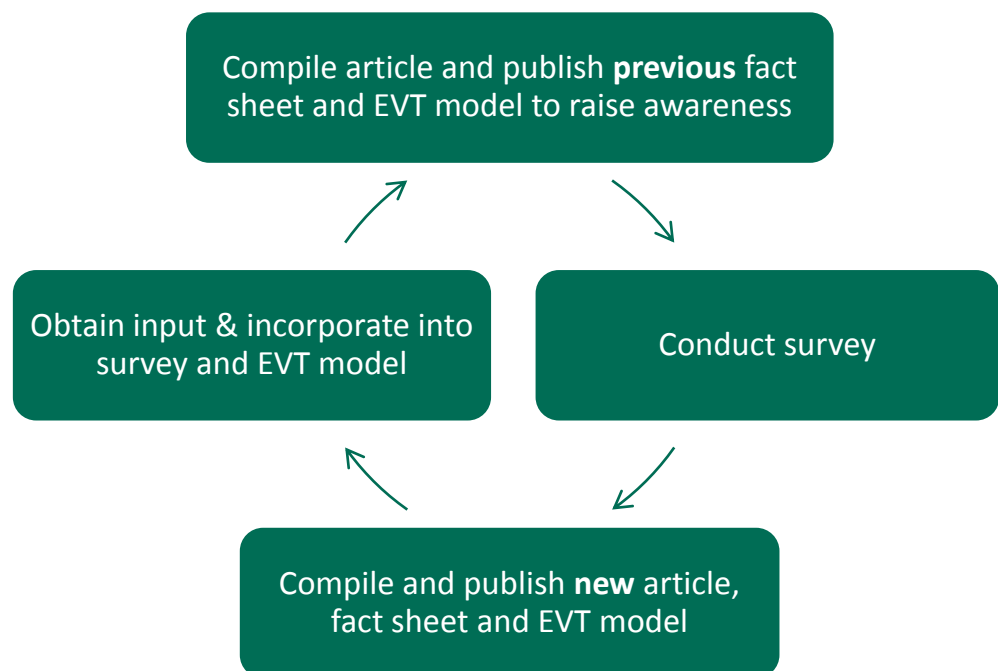 Compile article and publish previous fact
sheet and EVT model to raise awareness
Conduct survey
Compile and publish new article,
fact sheet and EVT model
Obtain input & incorporate into
survey and EVT model